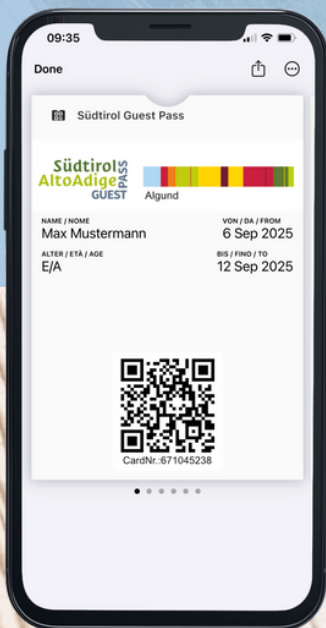 09:35
Done
Südtirol Guest Pass
Südtirol
AltoAdige
GUEST
PASS
Algund
NAME / NOME
Max Mustermann
VON / DA / FROM
6 Sep 2025
ALTER / ETÀ / AGE
E/A
BIS / FINO / TO
12 Sep 2025
CardNr.:671045238